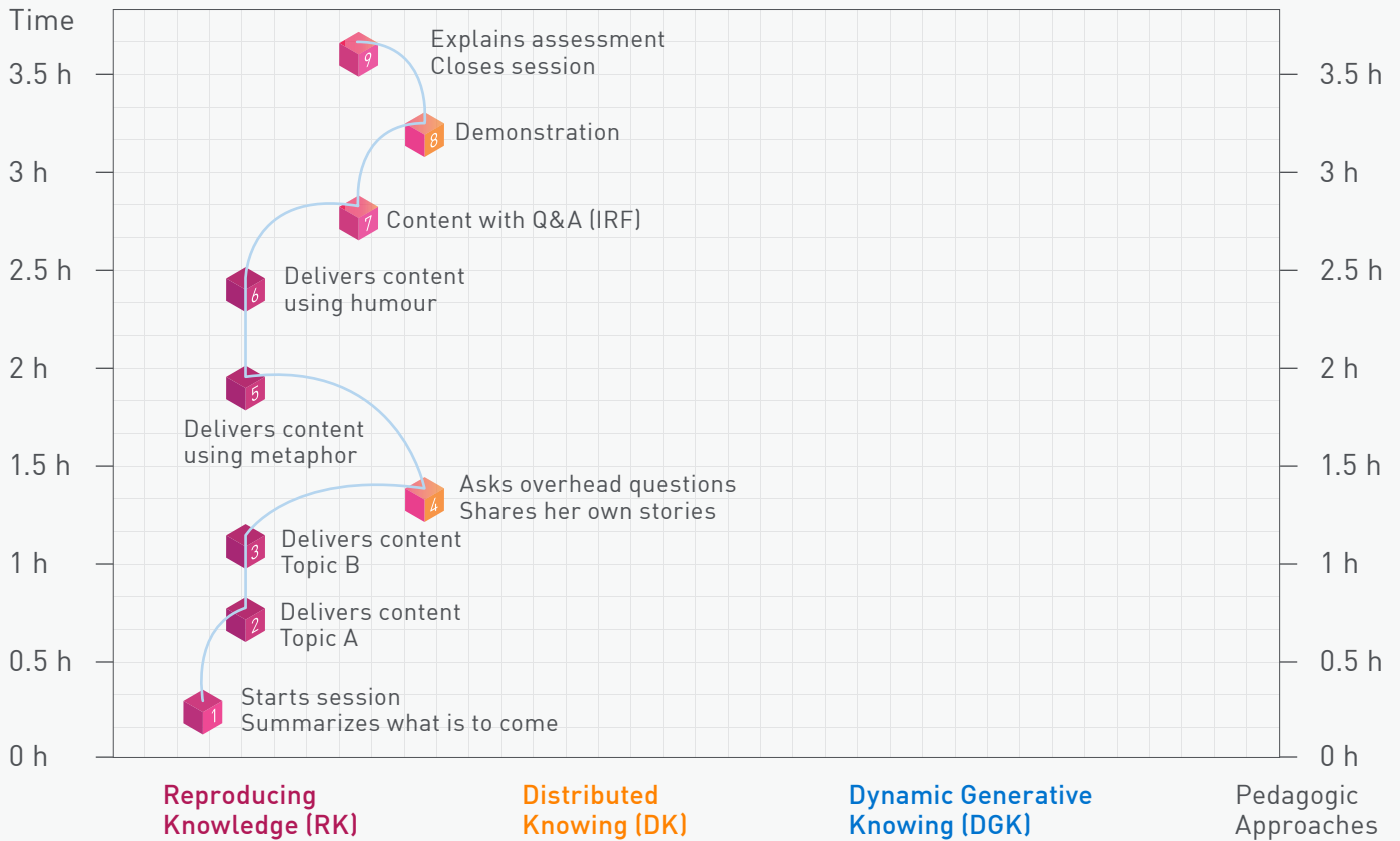 Time
9
Explains assessment
Closes session
3.5 h
3.5 h
8
Demonstration
3 h
3 h
7
Content with Q&A (IRF)
2.5 h
2.5 h
6
Delivers content
using humour
2 h
2 h
5
Delivers content
using metaphor
1.5 h
1.5 h
4
Asks overhead questions
Shares her own stories
3
Delivers content
Topic B
1 h
1 h
2
Delivers content
Topic A
0.5 h
0.5 h
1
Starts session
Summarizes what is to come
0 h
0 h
Reproducing
Knowledge (RK)
Distributed
Knowing (DK)
Dynamic Generative
Knowing (DGK)
Pedagogic
Approaches